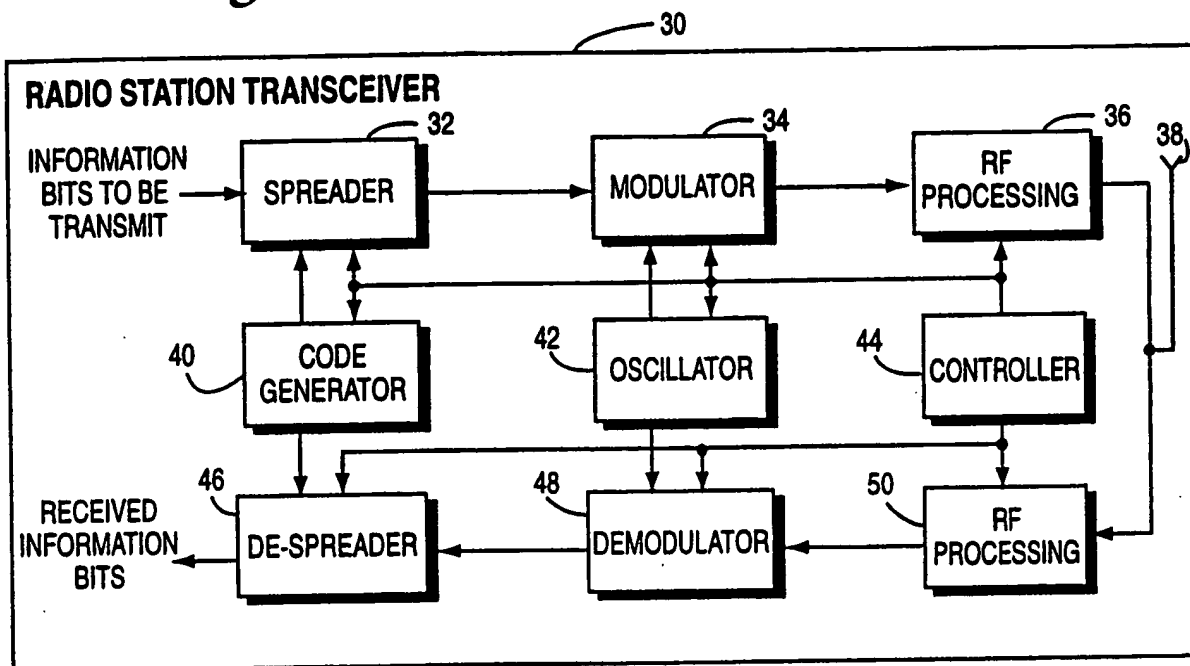 30
RADIO STATION TRANSCEIVER
32
34
36
38
INFORMATION
BITS TO BE
TRANSMIT
SPREADER
MODULATOR
RF
PROCESSING
40
CODE
GENERATOR
42
OSCILLATOR
44
CONTROLLER
46
48
50
RECEIVED
INFORMATION
BITS
DE-SPREADER
DEMODULATOR
RF
PROCESSING